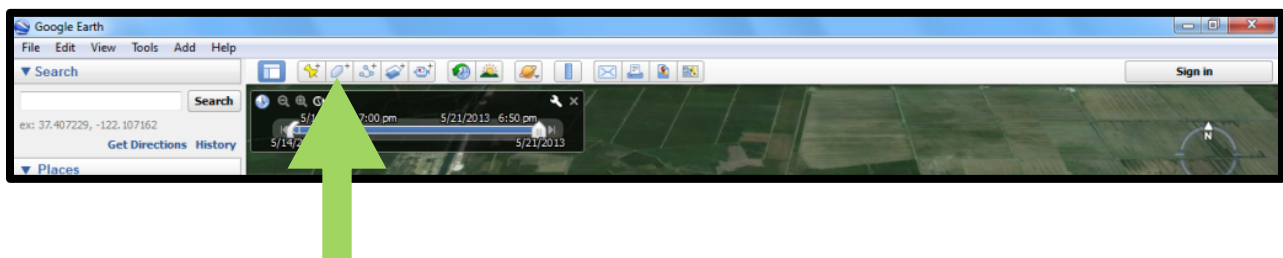 Google Earth
File Edit View Tools Add Help
Search
Sign in
Search
ex: 37.407229, -122.107162
Get Directions History
7:00 pm 5/21/2013 6:50 pm
5/21/2013
Places
N